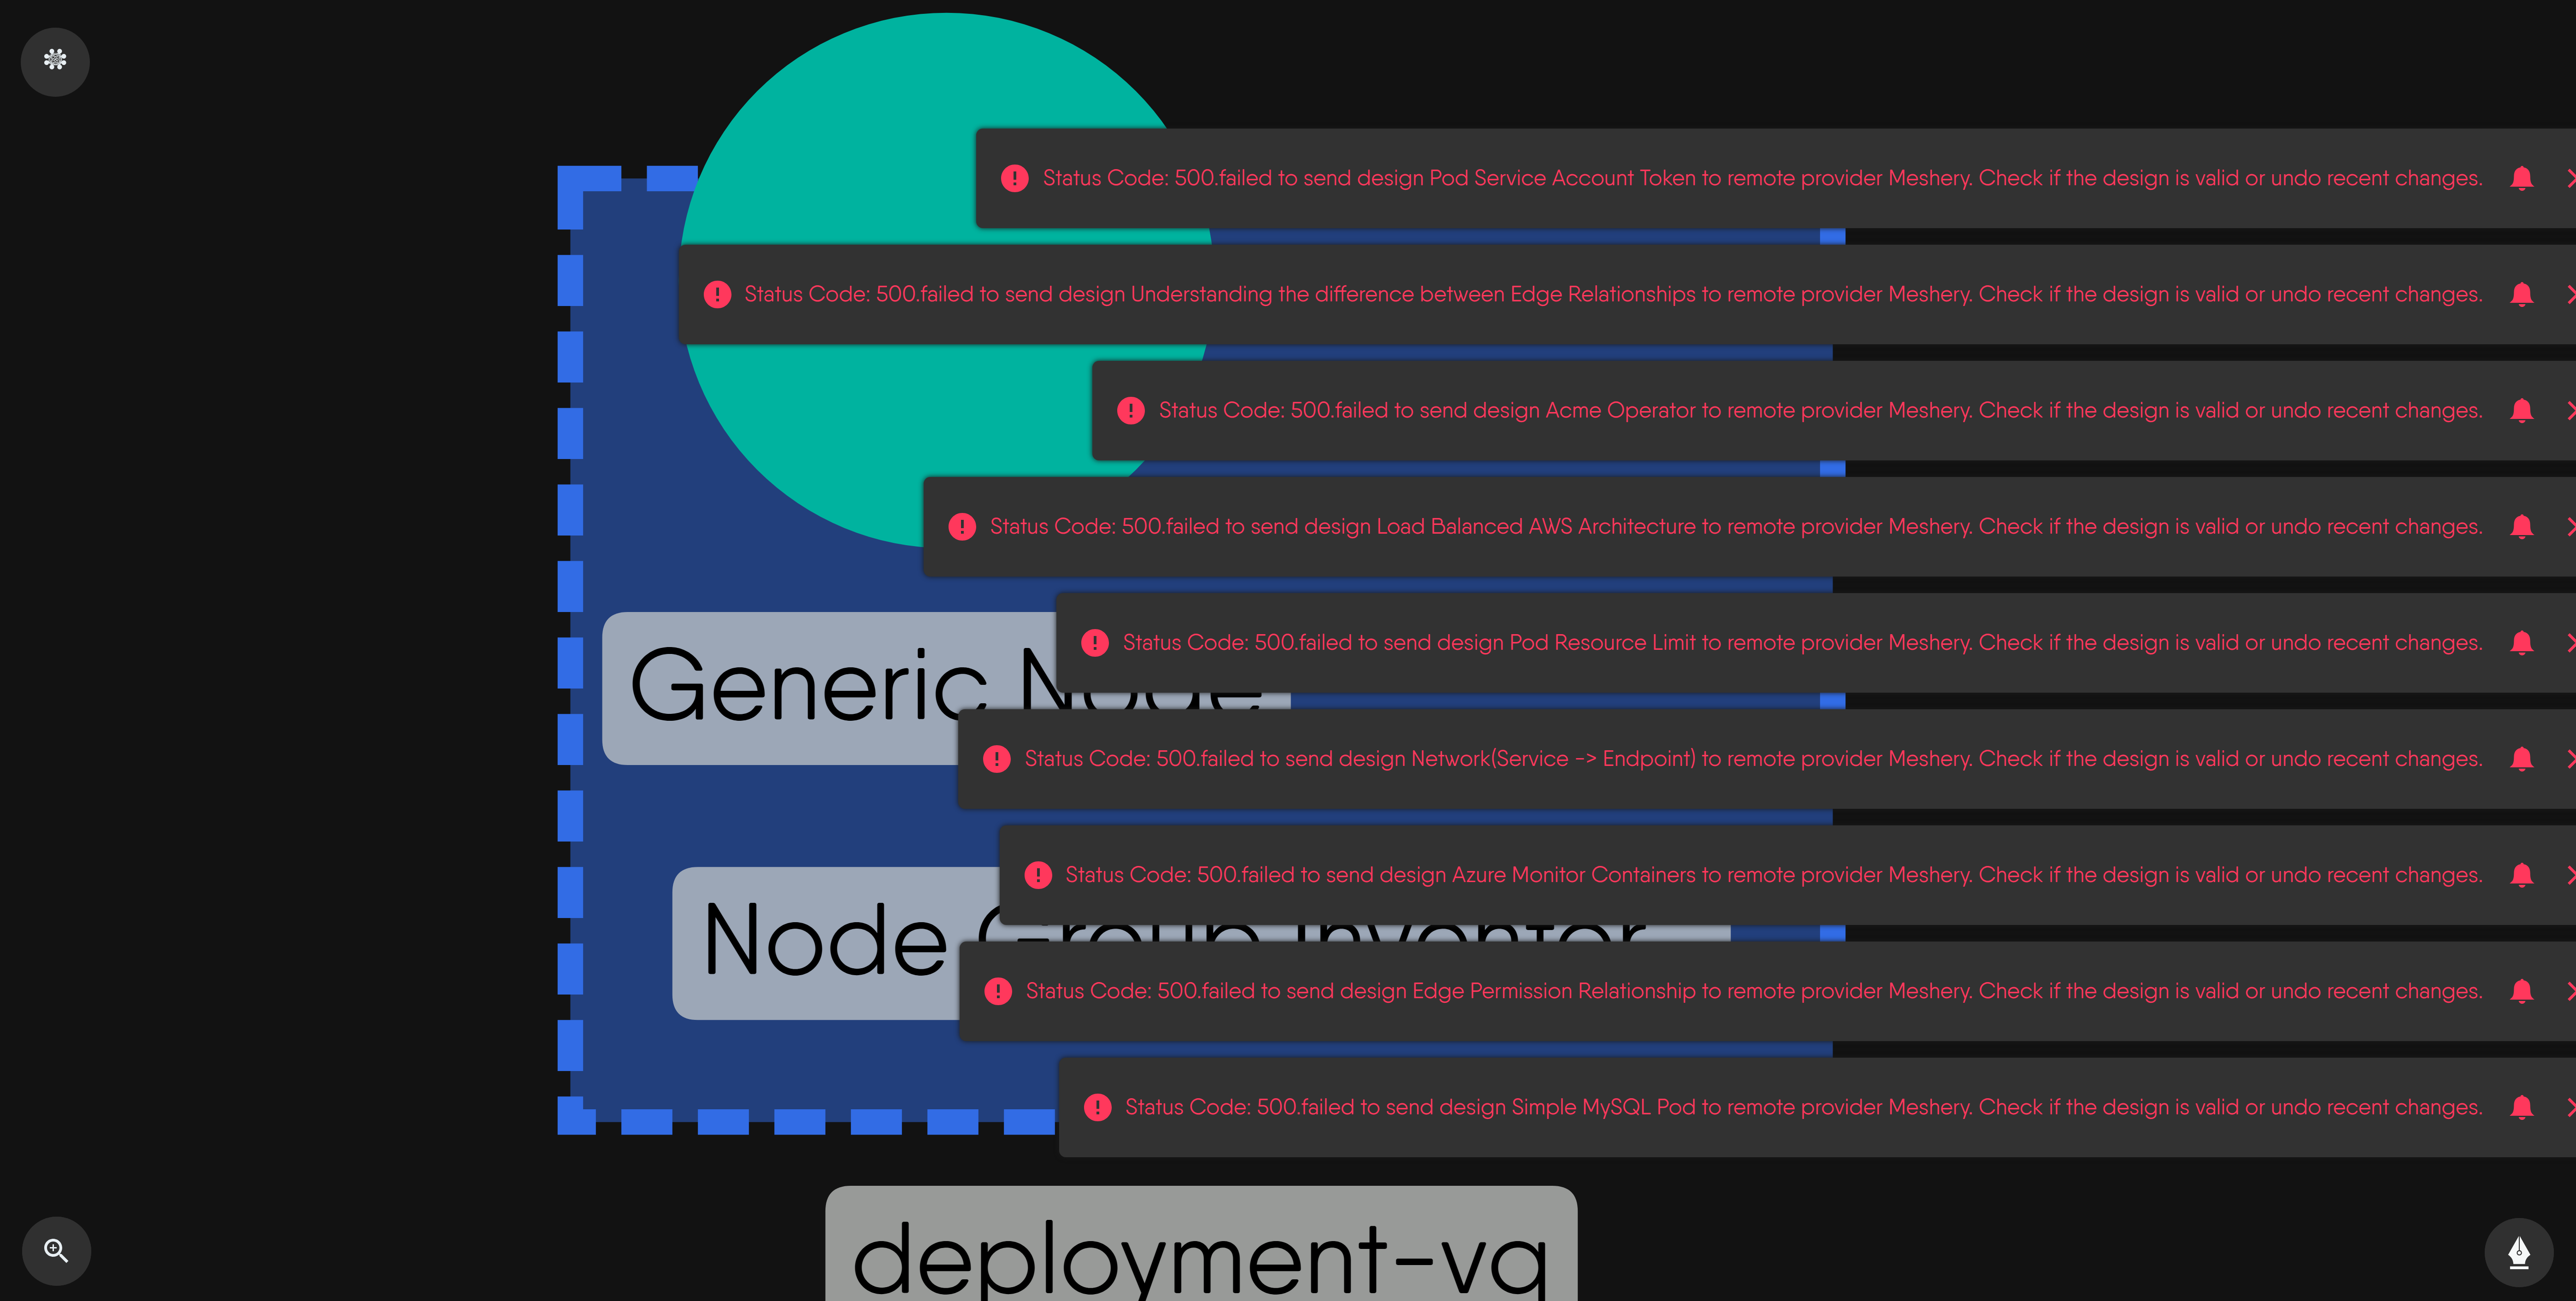 Status Code: 500.failed to send design Pod Service Account Token to remote provider Meshery. Check if the design is valid or undo recent changes.
Status Code: 500.failed to send design Understanding the difference between Edge Relationships to remote provider Meshery. Check if the design is valid or undo recent changes.
Status Code: 500.failed to send design Acme Operator to remote provider Meshery. Check if the design is valid or undo recent changes.
Status Code: 500.failed to send design Load Balanced AWS Architecture to remote provider Meshery. Check if the design is valid or undo recent changes.
Status Code: 500.failed to send design Pod Resource Limit to remote provider Meshery. Check if the design is valid or undo recent changes.
Generic Node
Status Code: 500.failed to send design Network(Service -> Endpoint) to remote provider Meshery. Check if the design is valid or undo recent changes.
Status Code: 500.failed to send design Azure Monitor Containers to remote provider Meshery. Check if the design is valid or undo recent changes.
Node Group
Status Code: 500.failed to send design Edge Permission Relationship to remote provider Meshery. Check if the design is valid or undo recent changes.
Status Code: 500.failed to send design Simple MySQL Pod to remote provider Meshery. Check if the design is valid or undo recent changes.